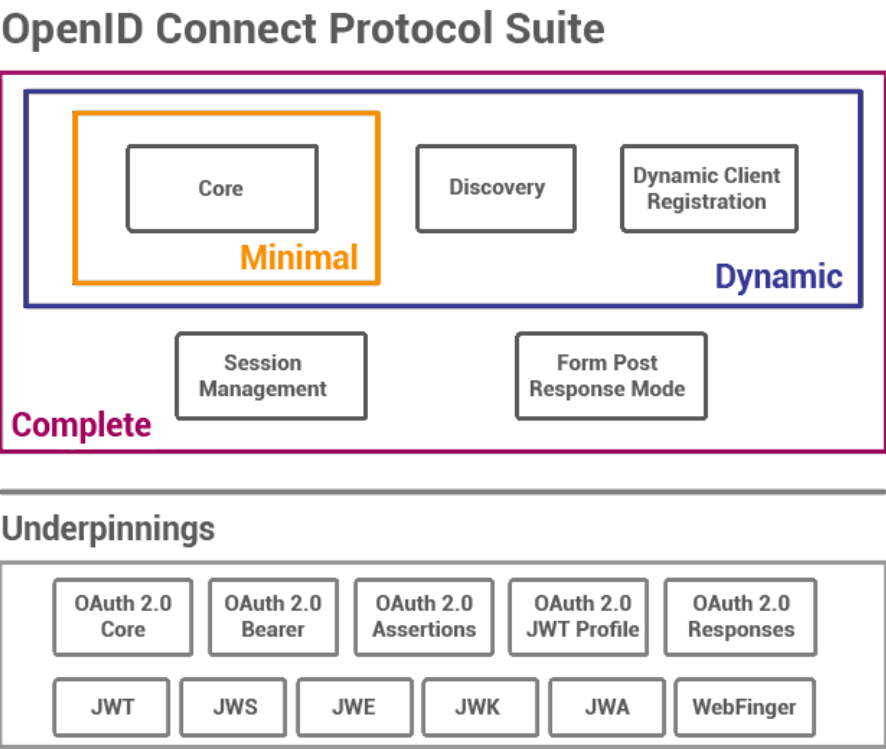 OpenID Connect Protocol Suite
Core
Discovery
Dynamic Client
Registration
Minimal
Dynamic
Session
Management
Form Post
Response Mode
Complete
Underpinnings
OAuth 2.0
Core
OAuth 2.0
Bearer
OAuth 2.0
Assertions
OAuth 2.0
JWT Profile
OAuth 2.0
Responses
JWT
JWS
JWE
JWK
JWA
WebFinger